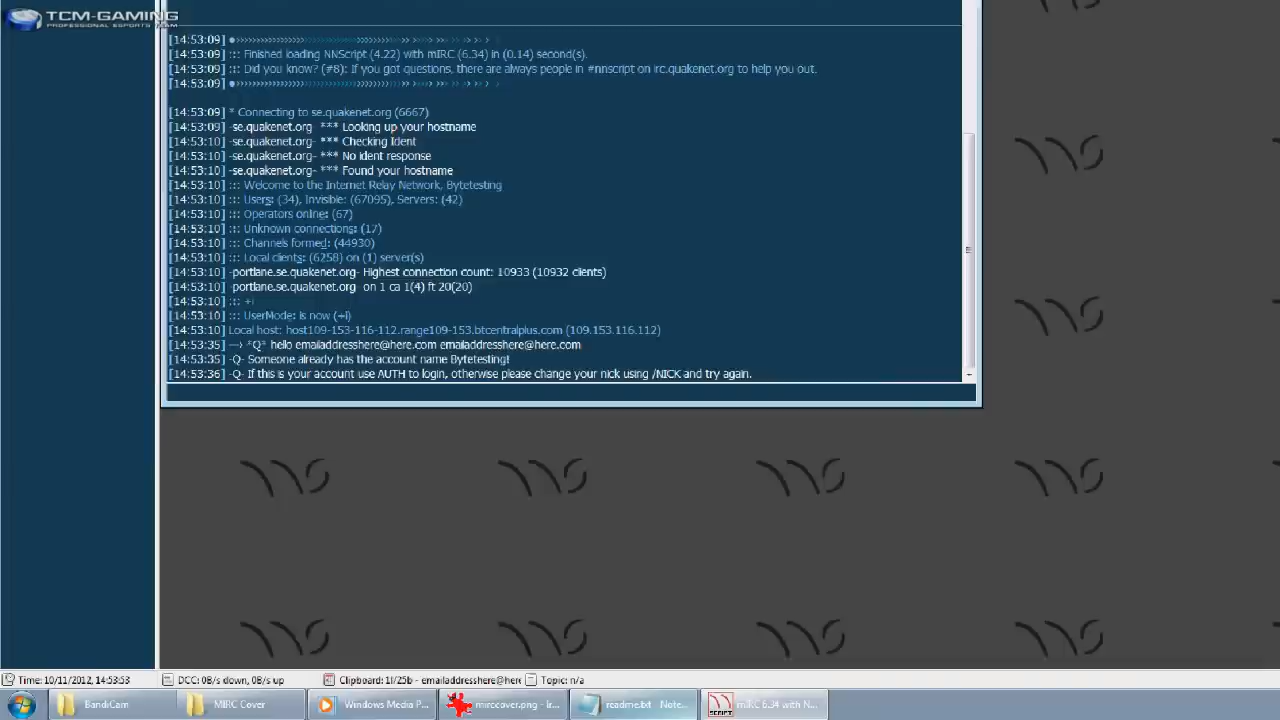 TCM-GAMING
PROFESSIONAL ESPORTS TEAM
[14:53:09]
[14:53:09] ::: Finished loading NNScript (4.22) with mIRC (6.34) in (0.14) second(s).
[14:53:09] ::: Did you know? (#8): If you got questions, there are always people in #nnscript on irc.quakenet.org to help you out.
[14:53:09]
[14:53:09] * Connecting to se.quakenet.org (6667)
[14:53:09] -se.quakenet.org- *** Looking up your hostname
[14:53:10] -se.quakenet.org- *** Checking Ident
[14:53:10] -se.quakenet.org- *** No ident response
[14:53:10] -se.quakenet.org- *** Found your hostname
[14:53:10] ::: Welcome to the Internet Relay Network, Bytetesting
[14:53:10] ::: Users: (34), Invisible: (67095), Servers: (42)
[14:53:10] ::: Operators online: (67)
[14:53:10] ::: Unknown connections: (17)
[14:53:10] ::: Channels formed: (44930)
[14:53:10] ::: Local clients: (6258) on (1) server(s)
[14:53:10] -portlane.se.quakenet.org- Highest connection count: 10933 (10932 clients)
[14:53:10] -portlane.se.quakenet.org- on 1 ca 1(4) ft 20(20)
[14:53:10] ::: +i
[14:53:10] ::: UserMode: is now (+i)
[14:53:10] Local host: host109-153-116-112.range109-153.btcentralplus.com (109.153.116.112)
[14:53:35] —> *Q* hello emailaddresshere@here.com emailaddresshere@here.com
[14:53:35] -Q- Someone already has the account name Bytetesting!
[14:53:36] -Q- If this is your account use AUTH to login, otherwise please change your nick using /NICK and try again.
Time: 10/11/2012, 14:53:53 DCC: 0B/s down, 0B/s up Clipboard: 1l/25b - emailaddresshere@here Topic: n/a
BandiCam MIRC Cover Windows Media P... mirccover.png - Ir... readme.txt - Note... mIRC 6.34 with N...
SCRIPT